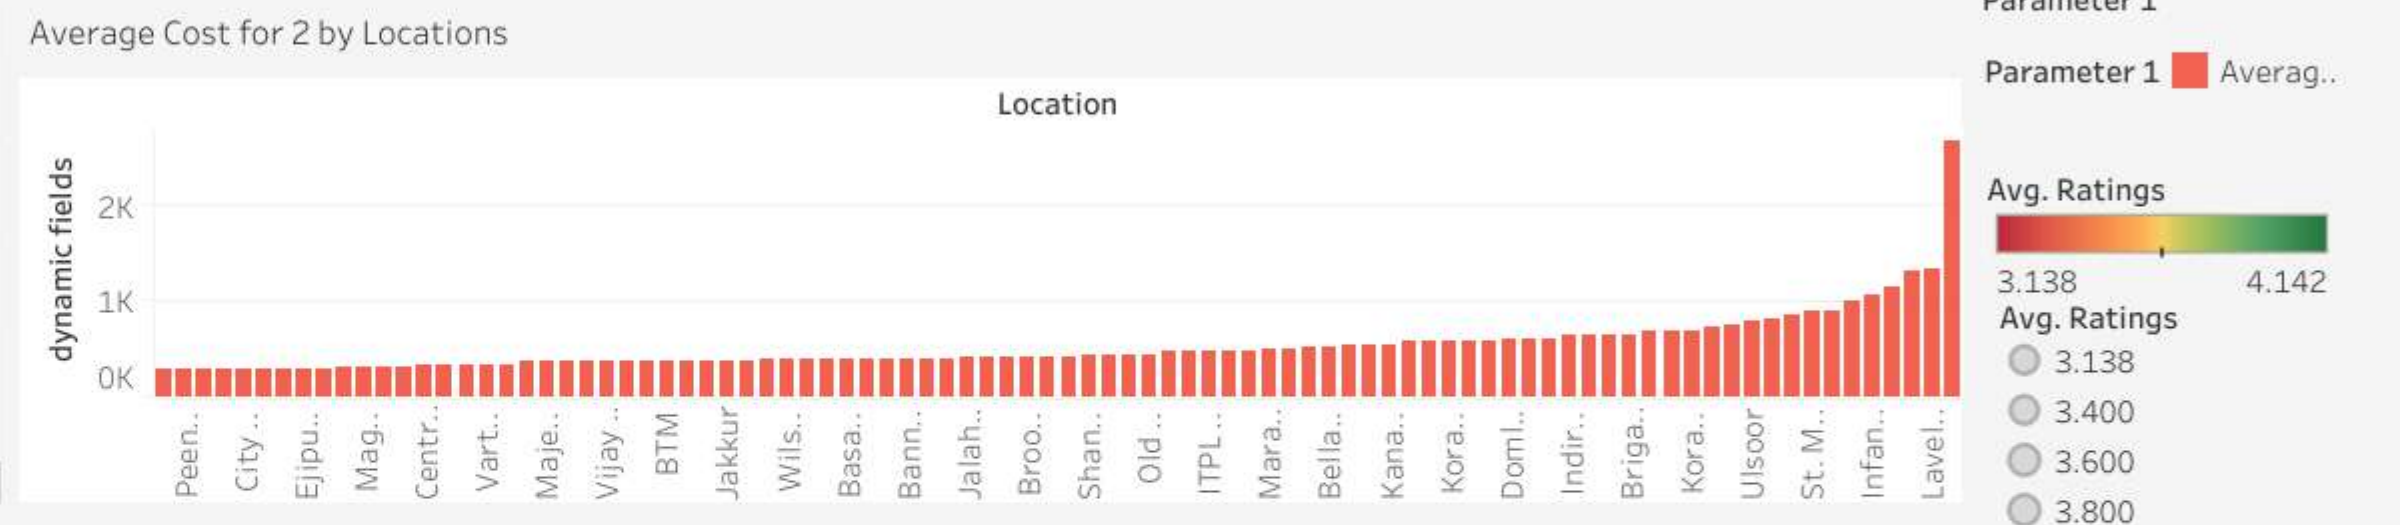 Average Cost for 2 by Locations
Location
dynamic fields
2K
1K
0K
Peen..
City ..
Ejipu..
Mag..
Centr..
Vart..
Maje..
Vijay ..
BTM
Jakkur
Wils..
Basa..
Bann..
Jalah..
Broo..
Shan..
Old ..
ITPL ..
Mara..
Bella..
Kana..
Kora..
Doml..
Indir..
Briga..
Kora..
Ulsoor
St. M..
Infan..
Lavel..
Parameter 1
Parameter 1 Averag..
Avg. Ratings
3.138 4.142
Avg. Ratings
3.138
3.400
3.600
3.800